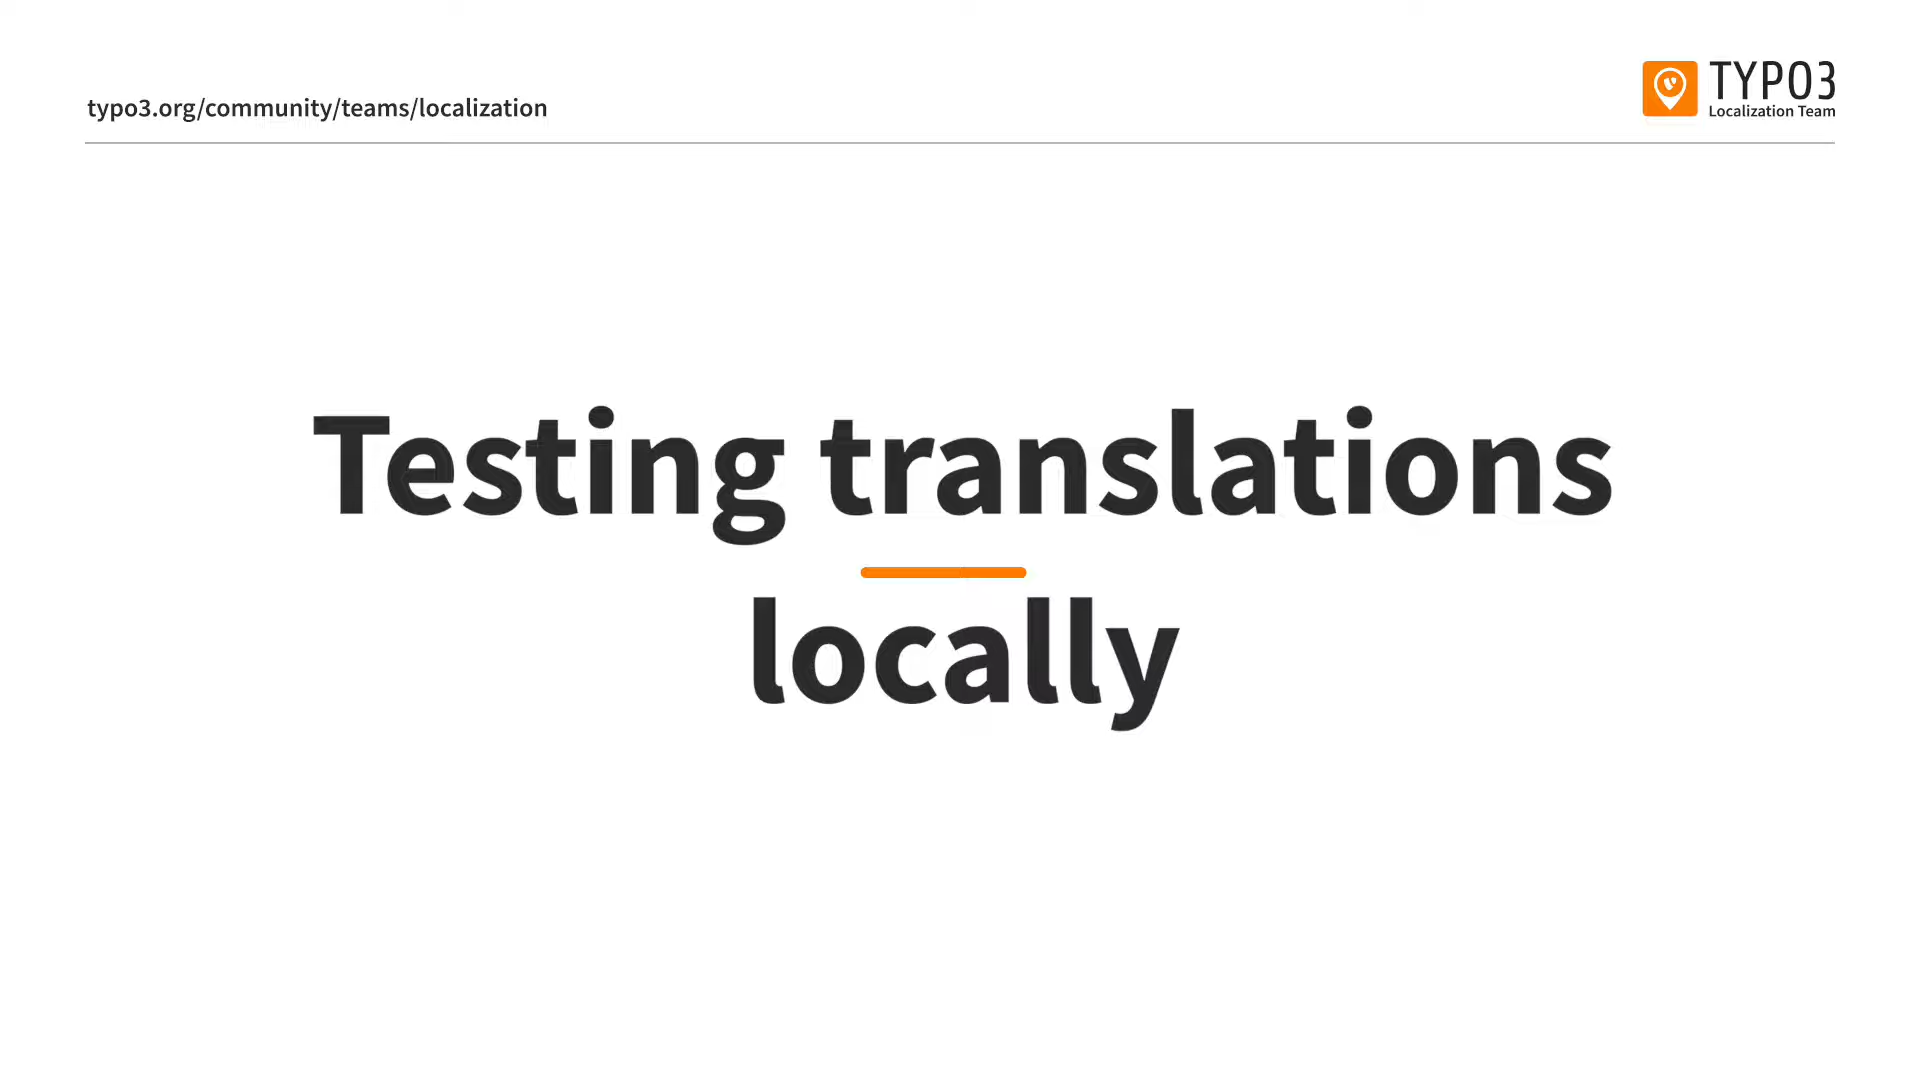 typo3.org/community/teams/localization
TYPO3
Localization Team
Testing translations
locally